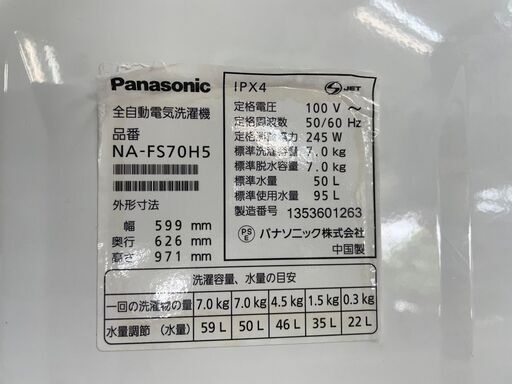 Panasonic
全自動電気洗濯機
品番
NA-FS70H5
外形寸法
幅 599 mm
奥行 626 mm
高さ 971 mm
IPX4
S JET
定格電圧 100 V ～
定格周波数 50/60 Hz
定格消費電力 245 W
標準洗濯容量 7.0 kg
標準脱水容量 7.0 kg
標準水量 50 L
標準使用水量 95 L
製造番号 1353601263
PSE パナソニック株式会社
中国製
洗濯容量、水量の目安
一回の洗濯物の量 7.0 kg 7.0 kg 4.5 kg 1.5 kg 0.3 kg
水量調節（水量） 59 L 50 L 46 L 35 L 22 L